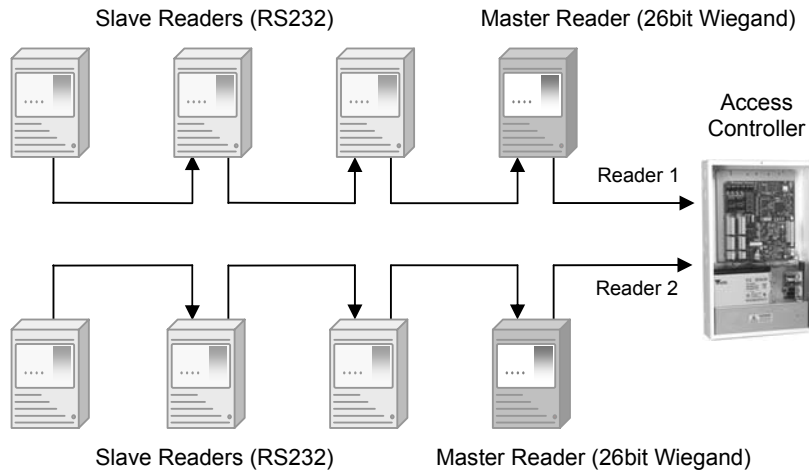 Slave Readers (RS232)
Master Reader (26bit Wiegand)
Access
Controller
Reader 1
Reader 2
Slave Readers (RS232)
Master Reader (26bit Wiegand)